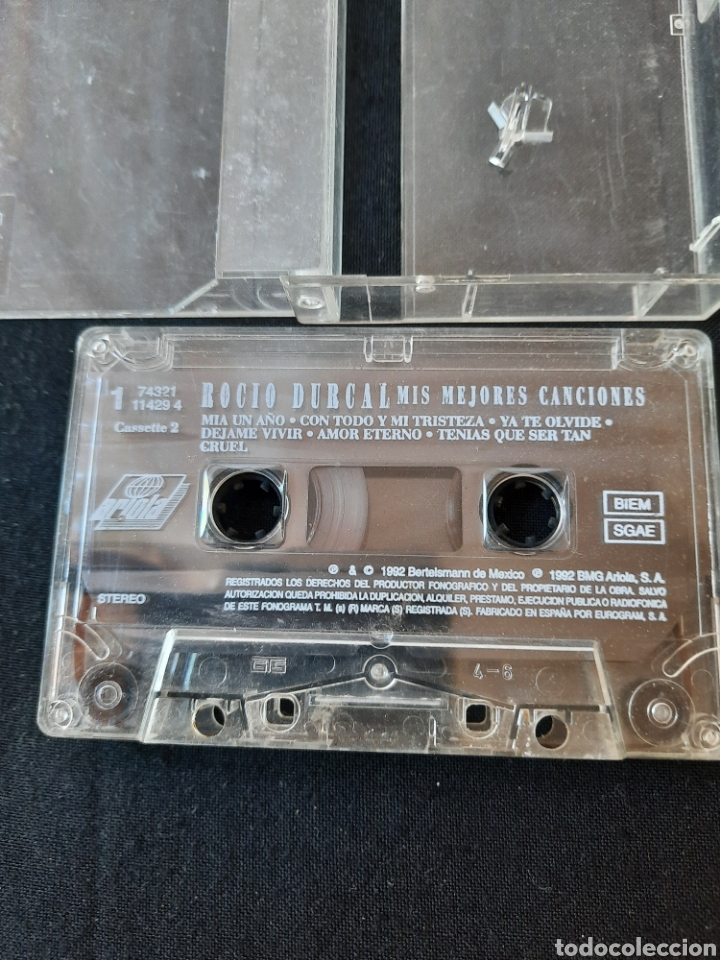 1 74321 11429 4
Cassette 2
ROCIO DURCAL MIS MEJORES CANCIONES
MIA UN AÑO • CON TODO Y MI TRISTEZA • YA TE OLVIDE •
DEJAME VIVIR • AMOR ETERNO • TENIAS QUE SER TAN
CRUEL
ariola
BIEM
SGAE
STEREO
℗ & © 1992 Bertelsmann de Mexico ℗ 1992 BMG Ariola, S. A.
REGISTRADOS LOS DERECHOS DEL PRODUCTOR FONOGRAFICO Y DEL PROPIETARIO DE LA OBRA. SALVO
AUTORIZACION QUEDA PROHIBIDA LA DUPLICACION, ALQUILER, PRESTAMO, EJECUCION PUBLICA O RADIOFONICA
DE ESTE FONOGRAMA T. M. (s) (R) MARCA (S) REGISTRADA (S). FABRICADO EN ESPAÑA POR EUROGRAM, S. A.
4-6
todocoleccion